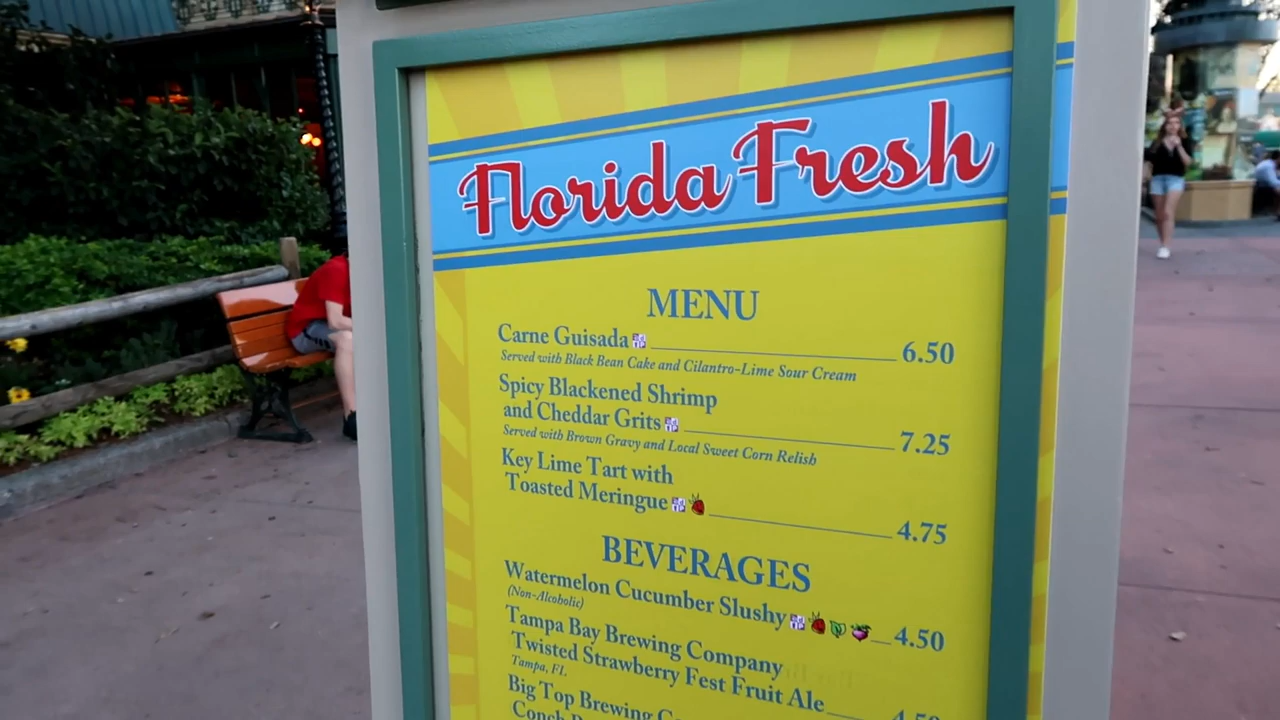 Florida Fresh
MENU
Carne Guisada 6.50
Served with Black Bean Cake and Cilantro-Lime Sour Cream
Spicy Blackened Shrimp
and Cheddar Grits 7.25
Served with Brown Gravy and Local Sweet Corn Relish
Key Lime Tart with
Toasted Meringue 4.75
BEVERAGES
Watermelon Cucumber Slushy 4.50
(Non-Alcoholic)
Tampa Bay Brewing Company
Twisted Strawberry Fest Fruit Ale 4.50
Tampa, FL
Big Top Brewing